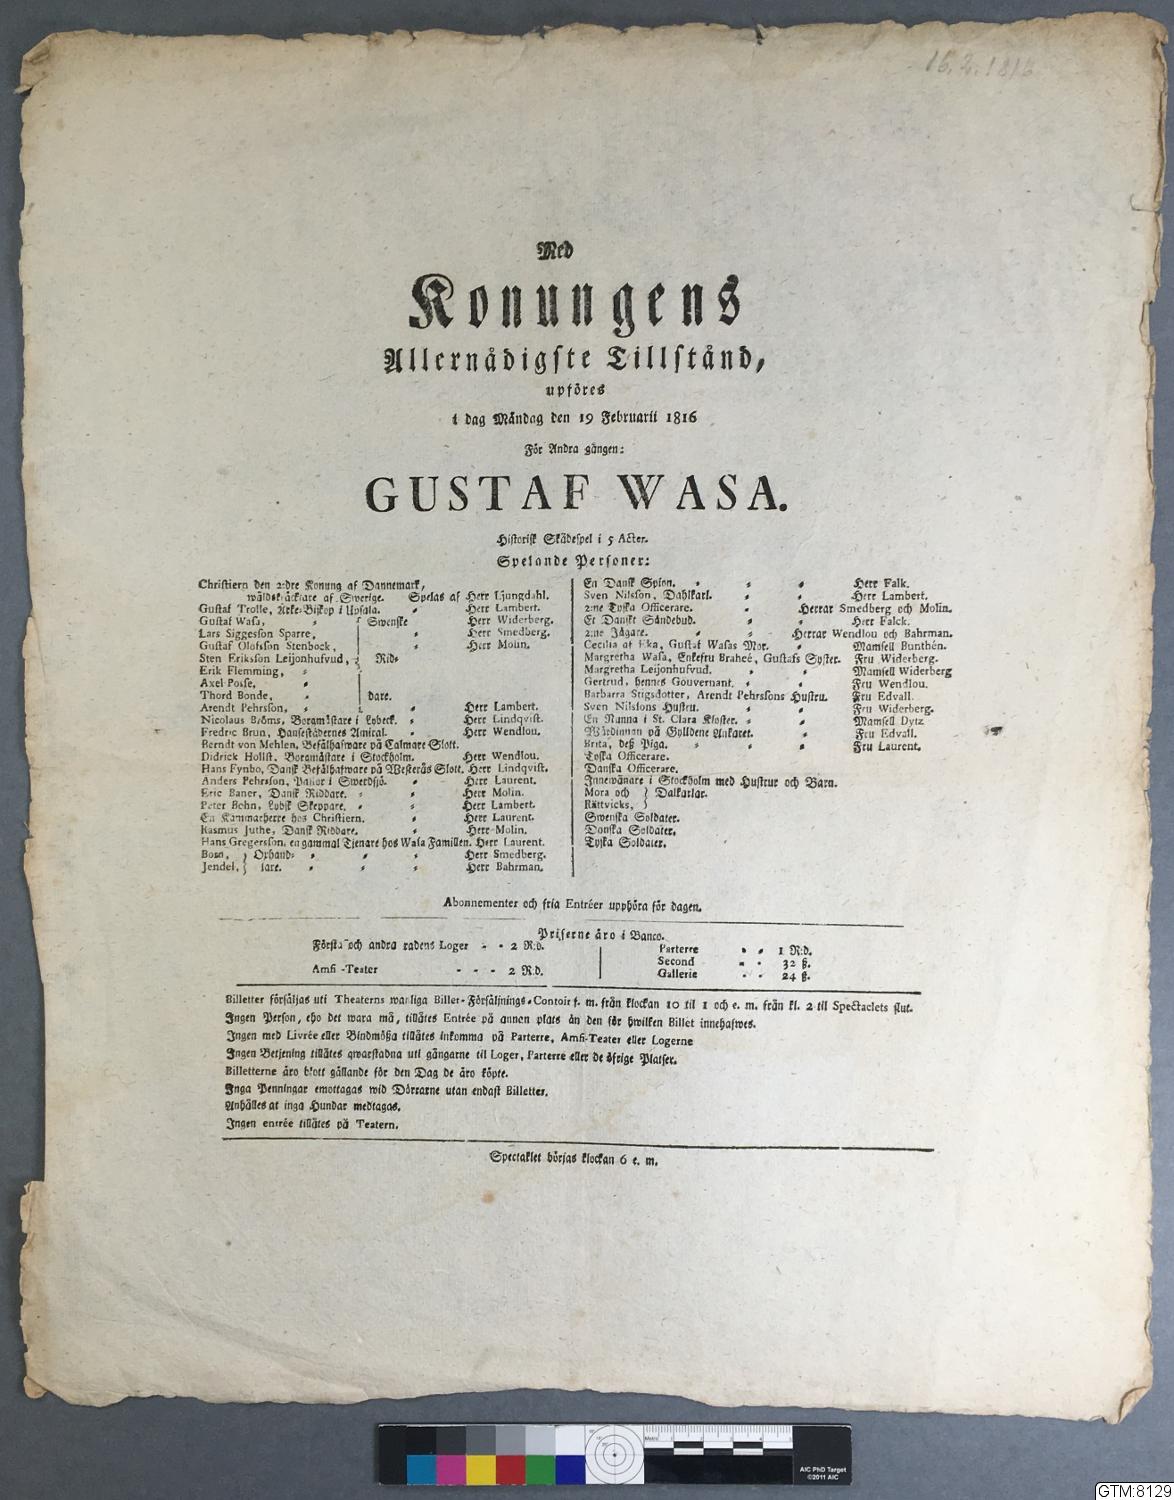 16.2.1816
Med
Konungens
Allernådigste Tillstånd,
upföres
i dag Måndag den 19 Februarii 1816
För Andra gången:
GUSTAF WASA.
Historisk Skådespel i 5 Acter.
Spelande Personer:
Christiern den 2:dre Konung af Dannemark,
wåldskräcktare af Swerige. Spelas af Herr Ljungdahl.
Gustaf Trolle, Ärke-Biskop i Upsala. Herr Lambert.
Gustaf Wasa, Swenske Herr Widerberg.
Lars Siggesson Sparre, Herr Smedberg.
Gustaf Olofsson Stenbock, Herr Molin.
Sten Eriksson Leijonhufvud, Rid-
Erik Flemming,
Axel Posse,
Thord Bonde, dare.
Arendt Pehrsson, Herr Lambert.
Nicolaus Bröms, Borgmästare i Lybeck. Herr Lindqvist.
Fredric Brun, Hansestädernes Amiral. Herr Wendlou.
Berndt von Mehlen, Befälhafware på Calmare Slott.
Didrick Hollst, Borgmästare i Stockholm. Herr Wendlou.
Hans Fynbo, Dansk Befälhafware på Westerås Slott. Herr Lindqvist.
Anders Pehrsson, Pastor i Swerdsjö. Herr Laurent.
Eric Baner, Dansk Riddare. Herr Molin.
Peter Bohn, Lybsk Skeppare. Herr Lambert.
En Kammarherre hos Christiern. Herr Laurent.
Rasmus Juthe, Dansk Riddare. Herr Molin.
Hans Gregersson, en gammal Tjenare hos Wasa Familien. Herr Laurent.
Boss, Oxhand- Herr Smedberg.
Jendel, lare. Herr Bahrman.
En Dansk Spion. Herr Falk.
Sven Nilsson, Dahlkarl. Herr Lambert.
2:ne Tyska Officerare. Herrar Smedberg och Molin.
Et Danskt Sändebud. Herr Falck.
2:ne Jägare. Herrar Wendlou och Bahrman.
Cecilia af Eka, Gustaf Wasas Mor. Mamsell Bunthén.
Margretha Wasa, Enkefru Braheé, Gustafs Syster. Fru Widerberg.
Margretha Leijonhufvud. Mamsell Widerberg
Gertrud, hennes Gouvernant. Fru Wendlou.
Barbarra Stigsdotter, Arendt Pehrssons Hustru. Fru Edvall.
Sven Nilssons Hustru. Fru Widerberg.
En Nunna i St. Clara Kloster. Mamsell Dytz
Wärdinnan på Gylldene Ankaret. Fru Edvall.
Brita, deß Piga. Fru Laurent.
Tyska Officerare.
Danska Officerare.
Innewånare i Stockholm med Hustrur och Barn.
Mora och Dalkarlar.
Rättvicks,
Swenska Soldater.
Danska Soldater.
Tyska Soldater.
Abonnementer och fria Entréer upphöra för dagen.
Priserne äro i Banco.
Första och andra radens Loger - - 2 R:d.
Amfi-Teater - - - 2 R:d.
Parterre - - 1 R:d.
Second - - 32 ß.
Gallerie - - 24 ß.
Billetter försäljas uti Theaterns wanliga Billet-Försäljnings-Contoir f. m. från klockan 10 til 1 och e. m. från kl. 2 til Spectaclets slut.
Ingen Person, eho det wara må, tillåtes Entrée på annan plats än den för hwilken Billet innehafwes.
Ingen med Livrée eller Bindmößa tillåtes inkomma på Parterre, Amfi-Teater eller Logerne
Ingen Betjening tillåtes qwarstadna uti gångarne til Loger, Parterre eller de öfrige Platser.
Billetterne äro blott gällande för den Dag de äro köpte.
Inga Penningar emottagas wid Dörrarne utan endast Billetter.
Anhålles at inga Hundar medtagas.
Ingen entrée tillåtes på Teatern.
Spectaklet börjas klockan 6 e. m.
AIC PhD Target
©2011 AIC
GTM:8129